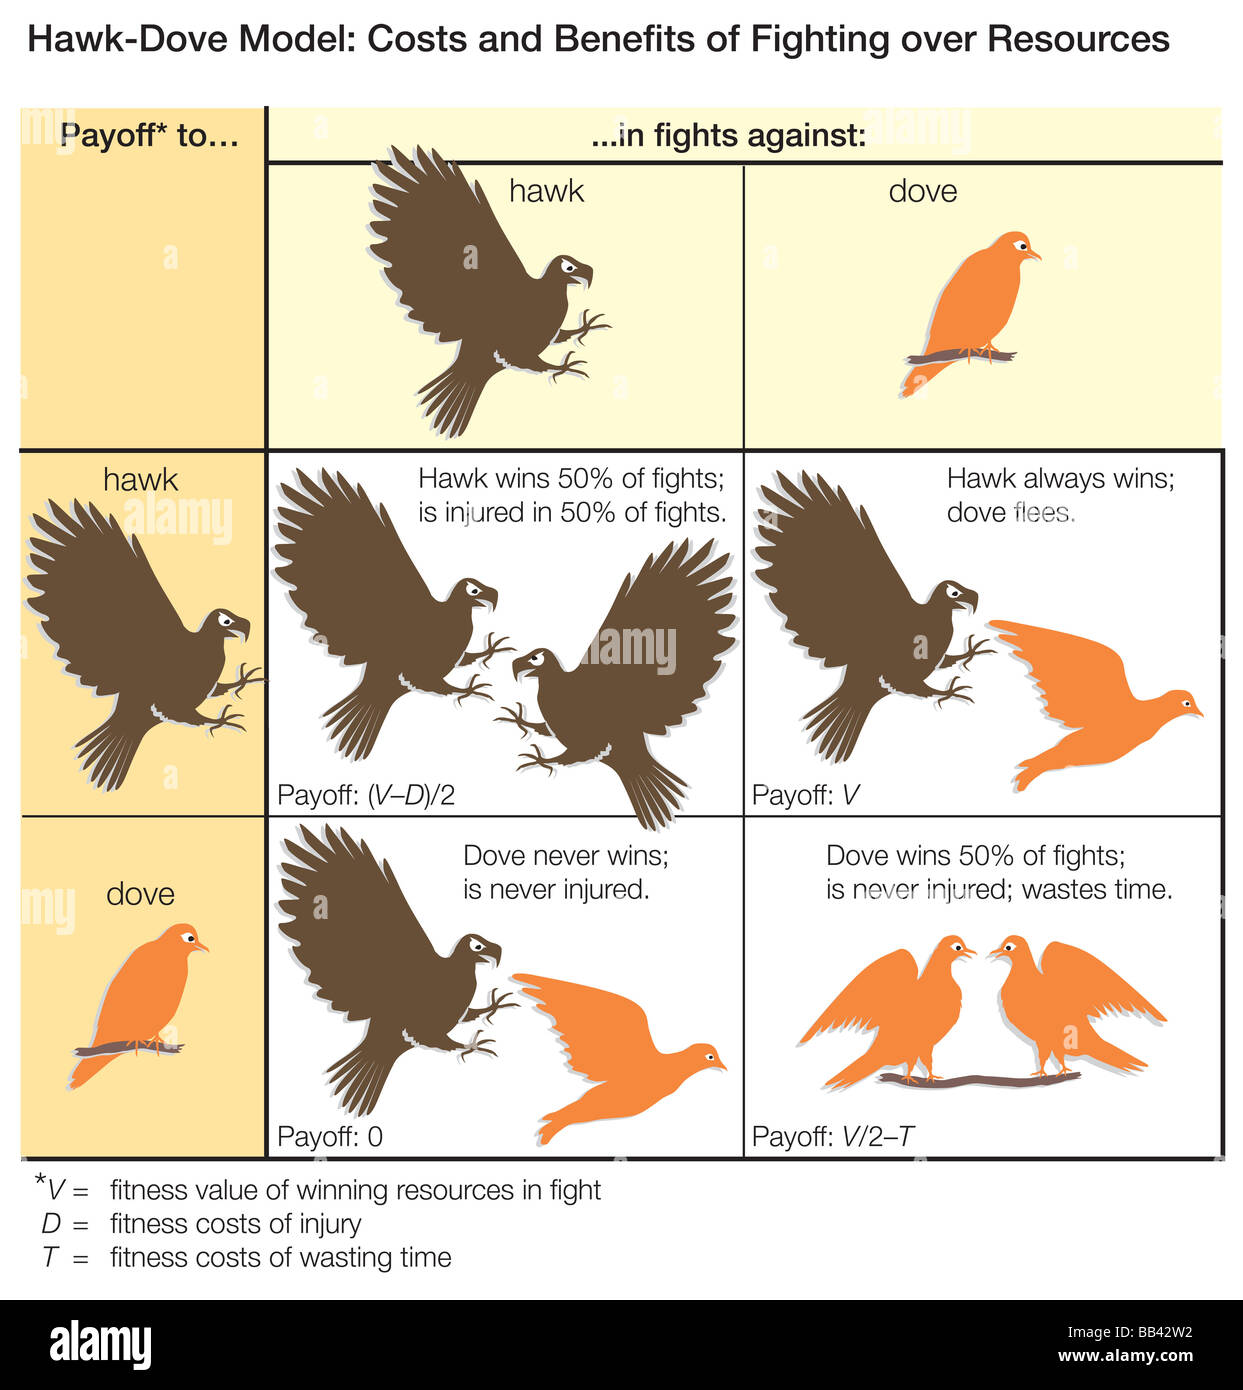 Hawk-Dove Model: Costs and Benefits of Fighting over Resources
Payoff* to...
...in fights against:
hawk
dove
hawk
Hawk wins 50% of fights;
is injured in 50% of fights.
Payoff: (V–D)/2
Hawk always wins;
dove flees.
Payoff: V
dove
Dove never wins;
is never injured.
Payoff: 0
Dove wins 50% of fights;
is never injured; wastes time.
Payoff: V/2–T
*V = fitness value of winning resources in fight
D = fitness costs of injury
T = fitness costs of wasting time
alamy
a
alamy
Image ID: BB42W2
www.alamy.com